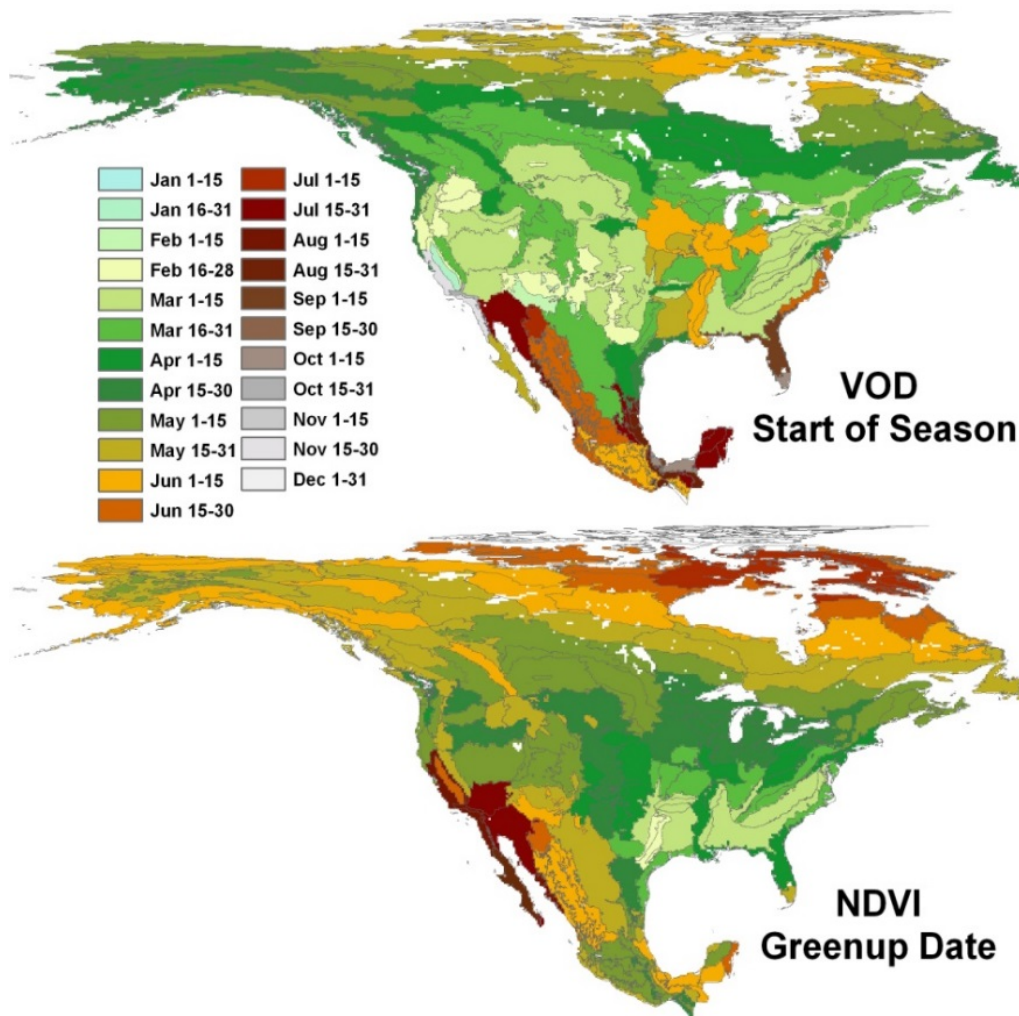 Jan 1-15
Jan 16-31
Feb 1-15
Feb 16-28
Mar 1-15
Mar 16-31
Apr 1-15
Apr 15-30
May 1-15
May 15-31
Jun 1-15
Jun 15-30
Jul 1-15
Jul 15-31
Aug 1-15
Aug 15-31
Sep 1-15
Sep 15-30
Oct 1-15
Oct 15-31
Nov 1-15
Nov 15-30
Dec 1-31
VOD
Start of Season
NDVI
Greenup Date